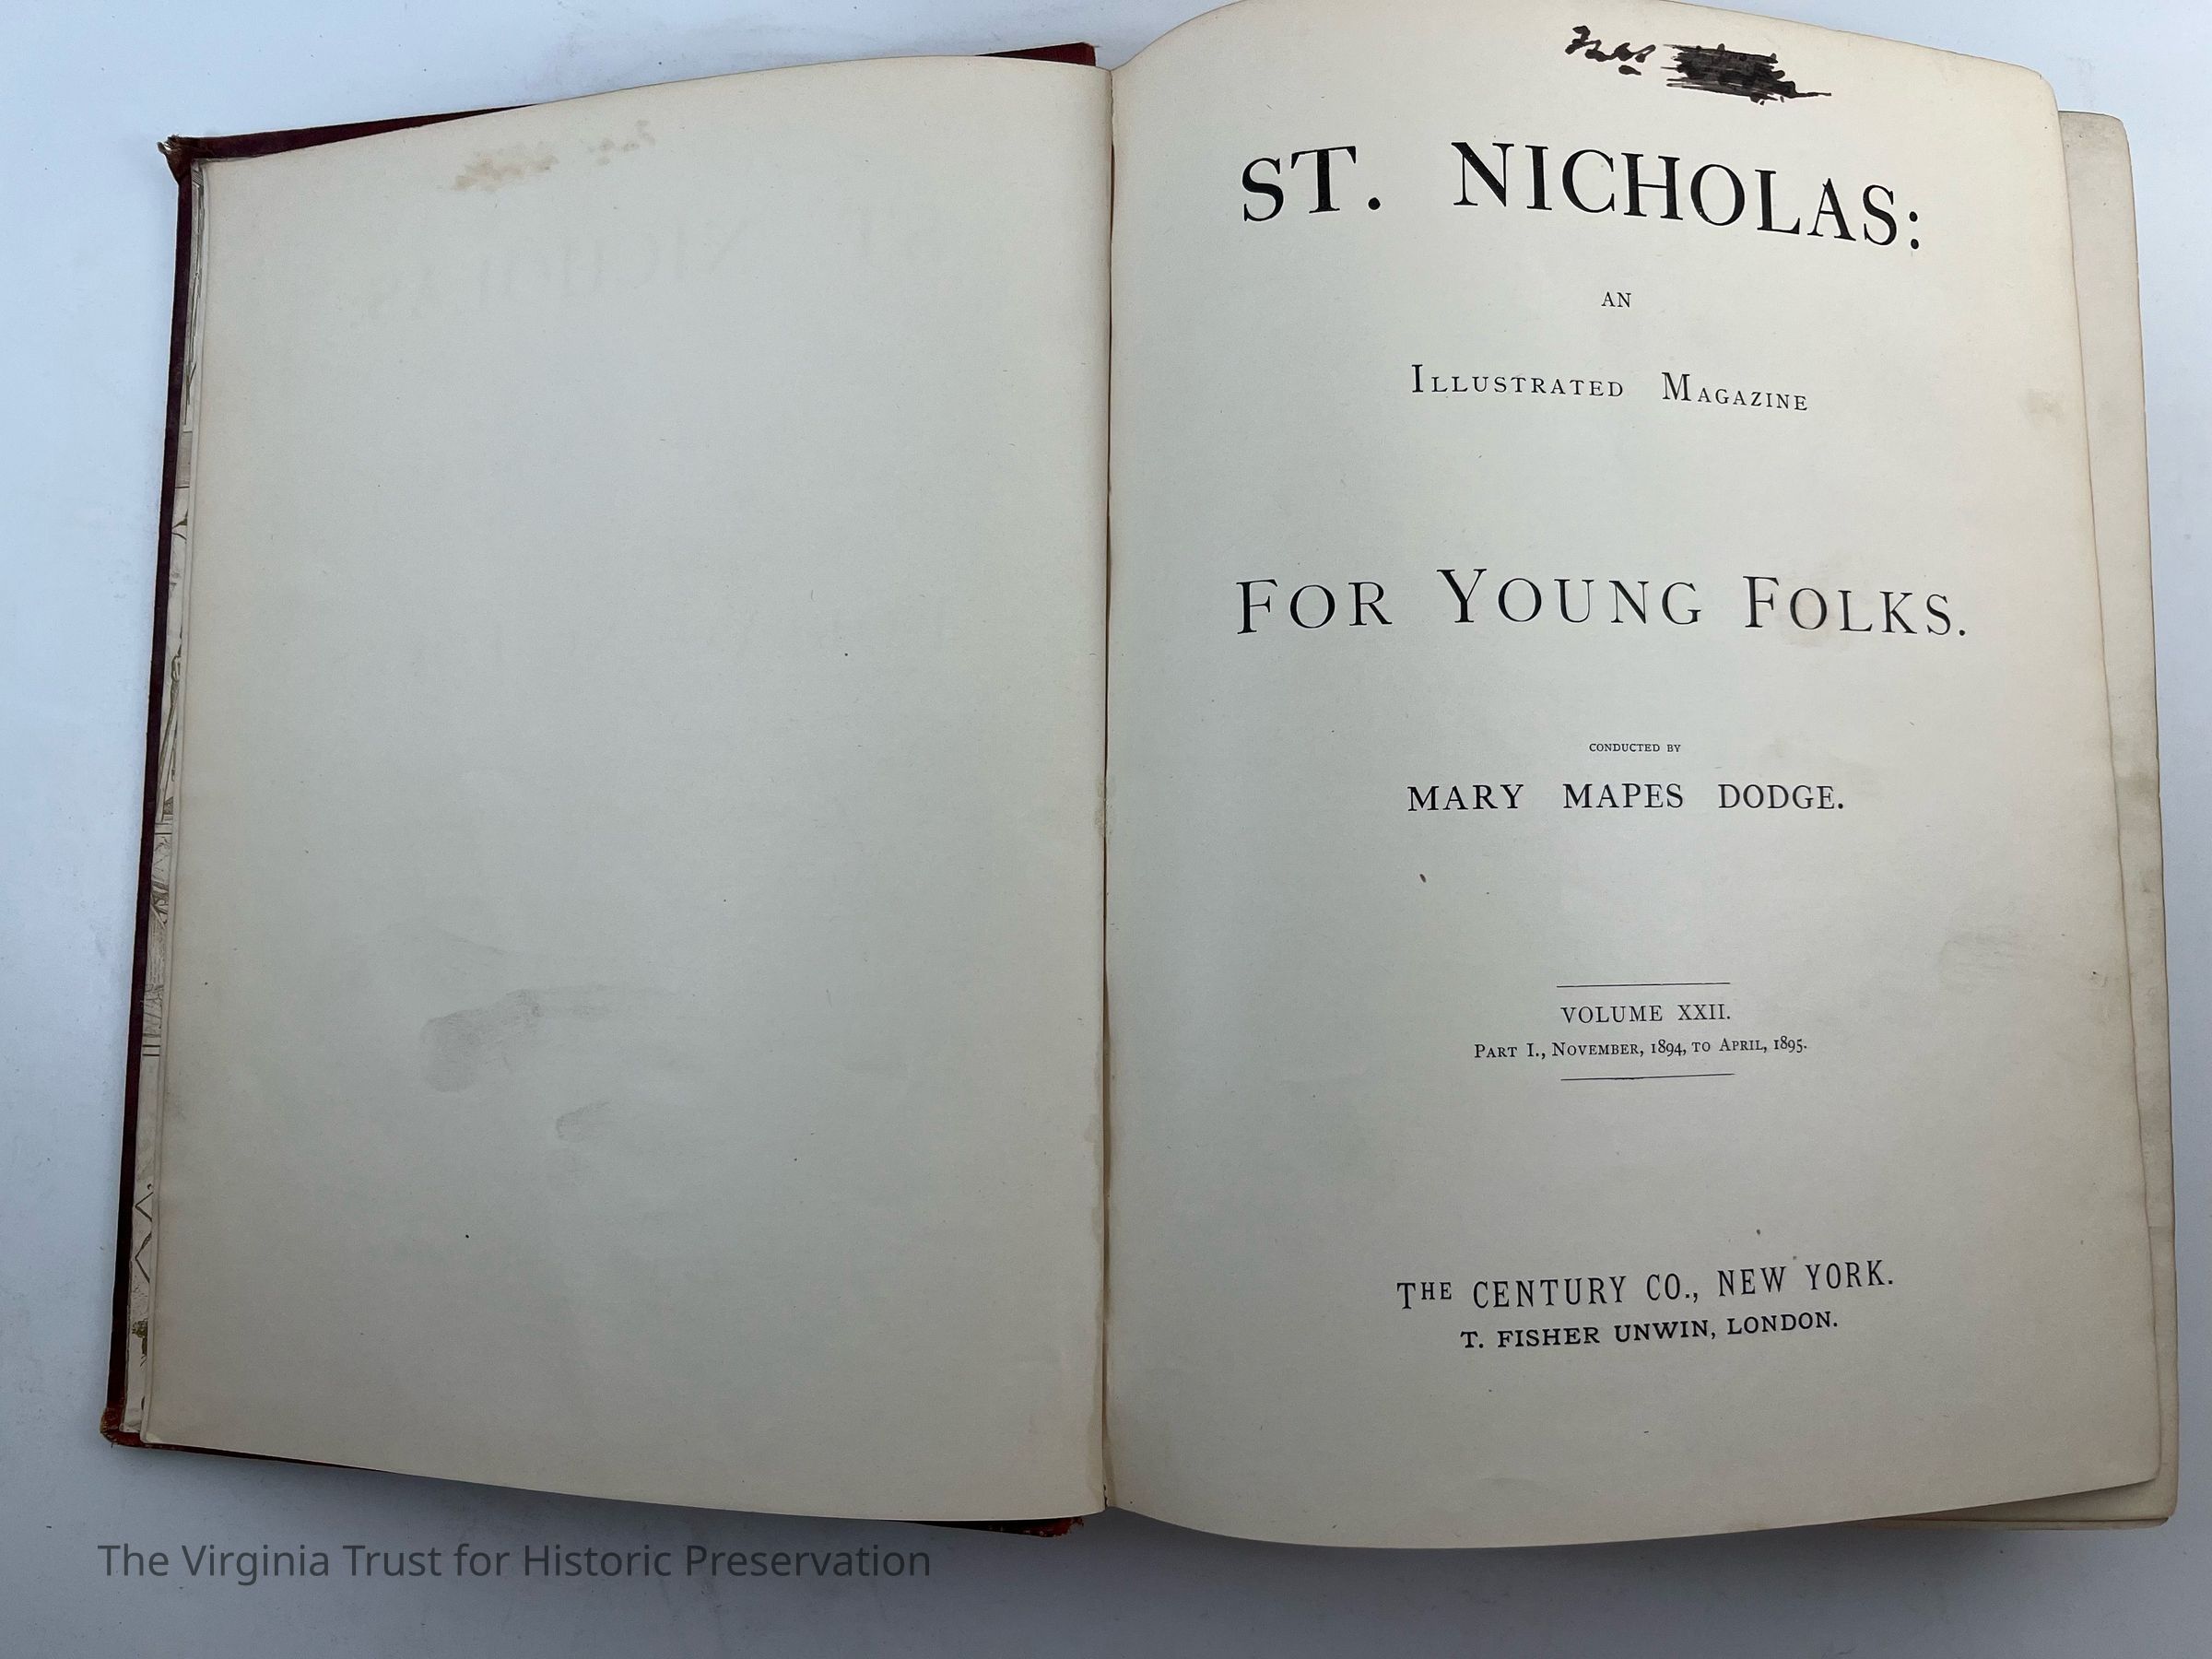 ST. NICHOLAS:
AN
ILLUSTRATED MAGAZINE
FOR YOUNG FOLKS.
CONDUCTED BY
MARY MAPES DODGE.
VOLUME XXII.
PART I., NOVEMBER, 1894, TO APRIL, 1895.
THE CENTURY CO., NEW YORK.
T. FISHER UNWIN, LONDON.
The Virginia Trust for Historic Preservation